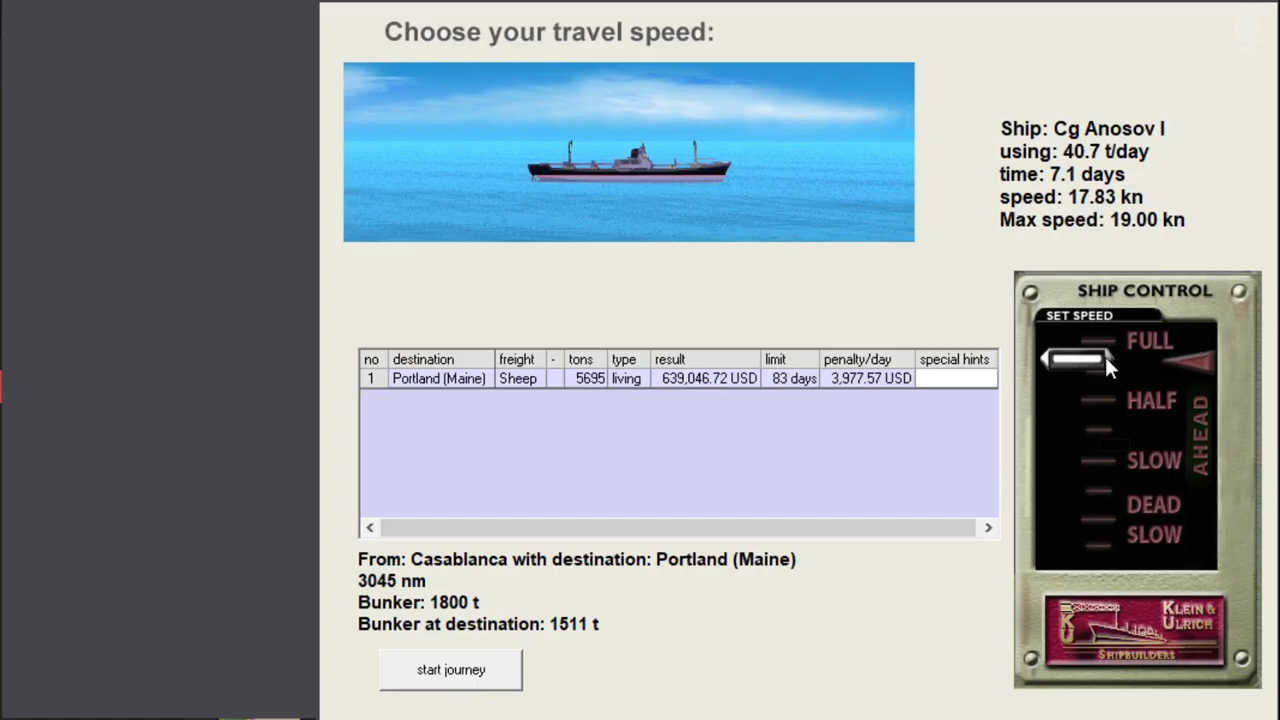 Choose your travel speed:
Ship: Cg Anosov I
using: 40.7 t/day
time: 7.1 days
speed: 17.83 kn
Max speed: 19.00 kn
SHIP CONTROL
SET SPEED
FULL
HALF
SLOW
DEAD
SLOW
AHEAD
no destination freight - tons type result limit penalty/day special hints
1 Portland (Maine) Sheep 5695 living 639,046.72 USD 83 days 3,977.57 USD
From: Casablanca with destination: Portland (Maine)
3045 nm
Bunker: 1800 t
Bunker at destination: 1511 t
start journey
BKU
KLEIN &
ULRICH
SHIPBUILDERS